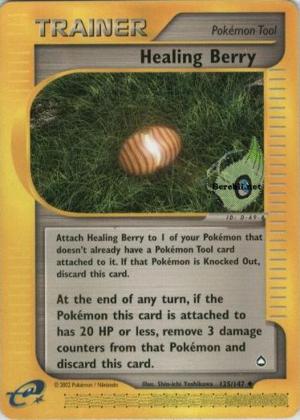 TRAINER
Pokémon Tool
Healing Berry
Berebii.net
ID: D-49-#
Attach Healing Berry to 1 of your Pokémon that
doesn't already have a Pokémon Tool card
attached to it. If that Pokémon is Knocked Out,
discard this card.
At the end of any turn, if the
Pokémon this card is attached to
has 20 HP or less, remove 3 damage
counters from that Pokémon and
discard this card.
Illus. Shin-ichi Yoshikawa
125/147
e
©2002 Pokémon / Nintendo